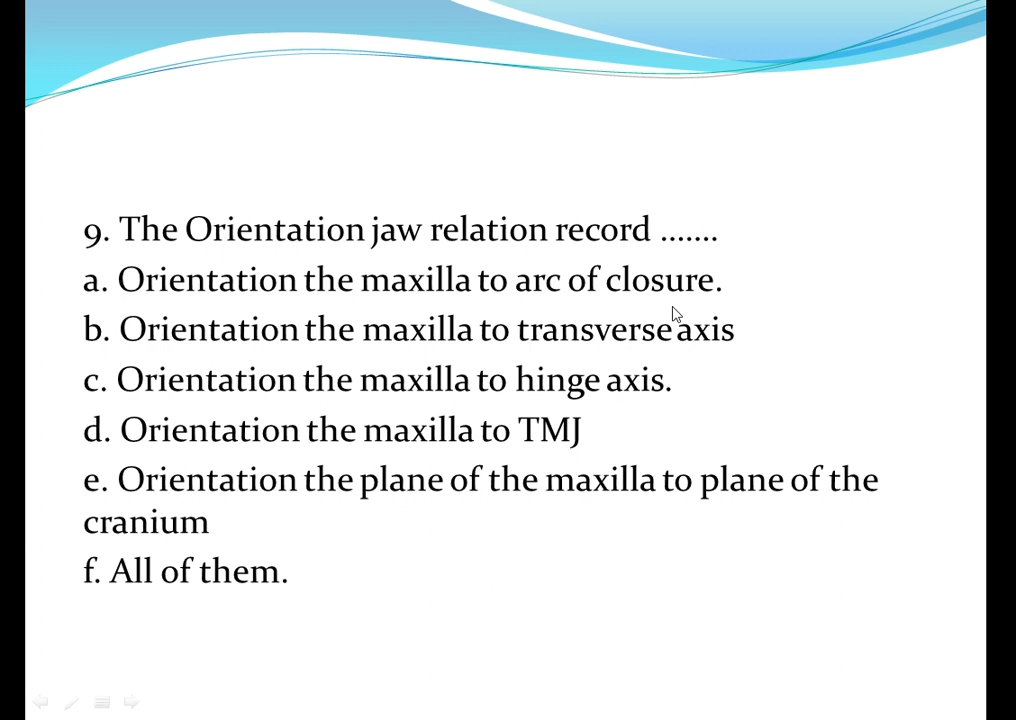 9. The Orientation jaw relation record .......
a. Orientation the maxilla to arc of closure.
b. Orientation the maxilla to transverse axis
c. Orientation the maxilla to hinge axis.
d. Orientation the maxilla to TMJ
e. Orientation the plane of the maxilla to plane of the
cranium
f. All of them.